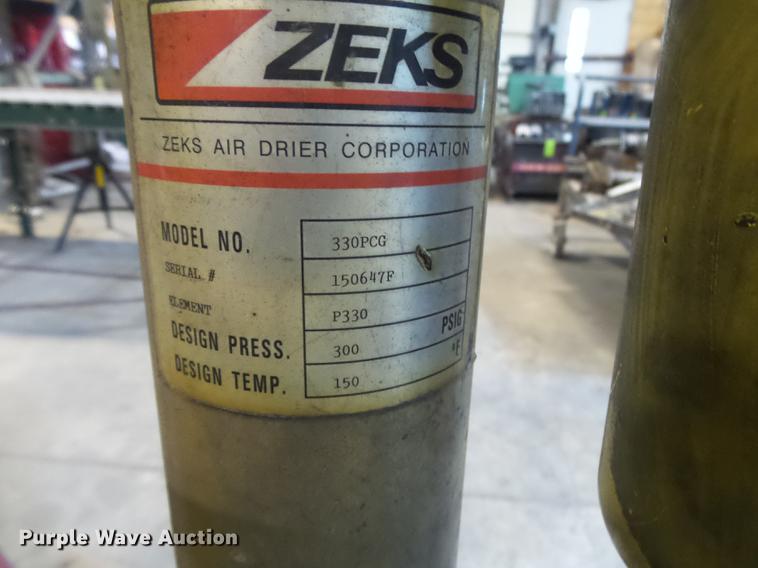 ZEKS
ZEKS AIR DRIER CORPORATION
MODEL NO. 330PCG
SERIAL # 150647F
ELEMENT P330
DESIGN PRESS. 300 PSIG
DESIGN TEMP. 150 °F
Purple Wave Auction